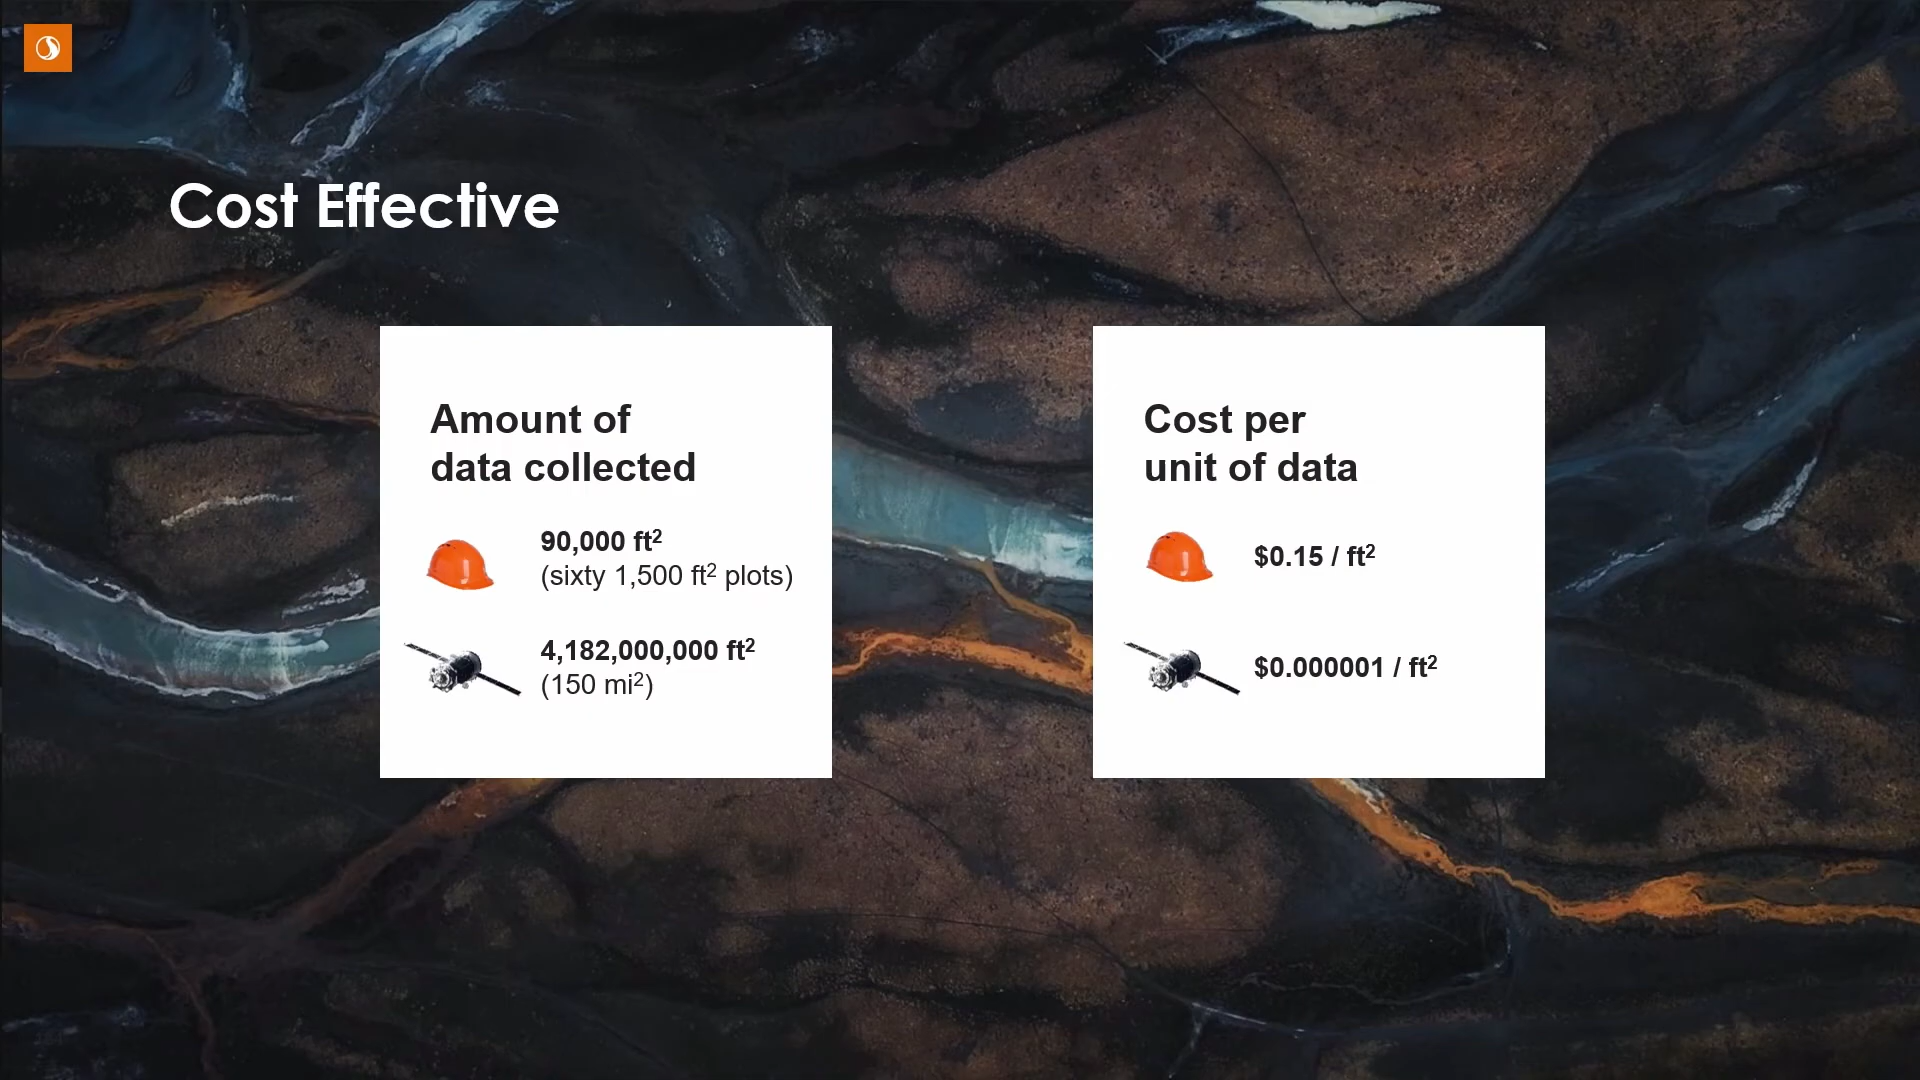 Cost Effective
Amount of
data collected
90,000 ft²
(sixty 1,500 ft² plots)
4,182,000,000 ft²
(150 mi²)
Cost per
unit of data
$0.15 / ft²
$0.000001 / ft²